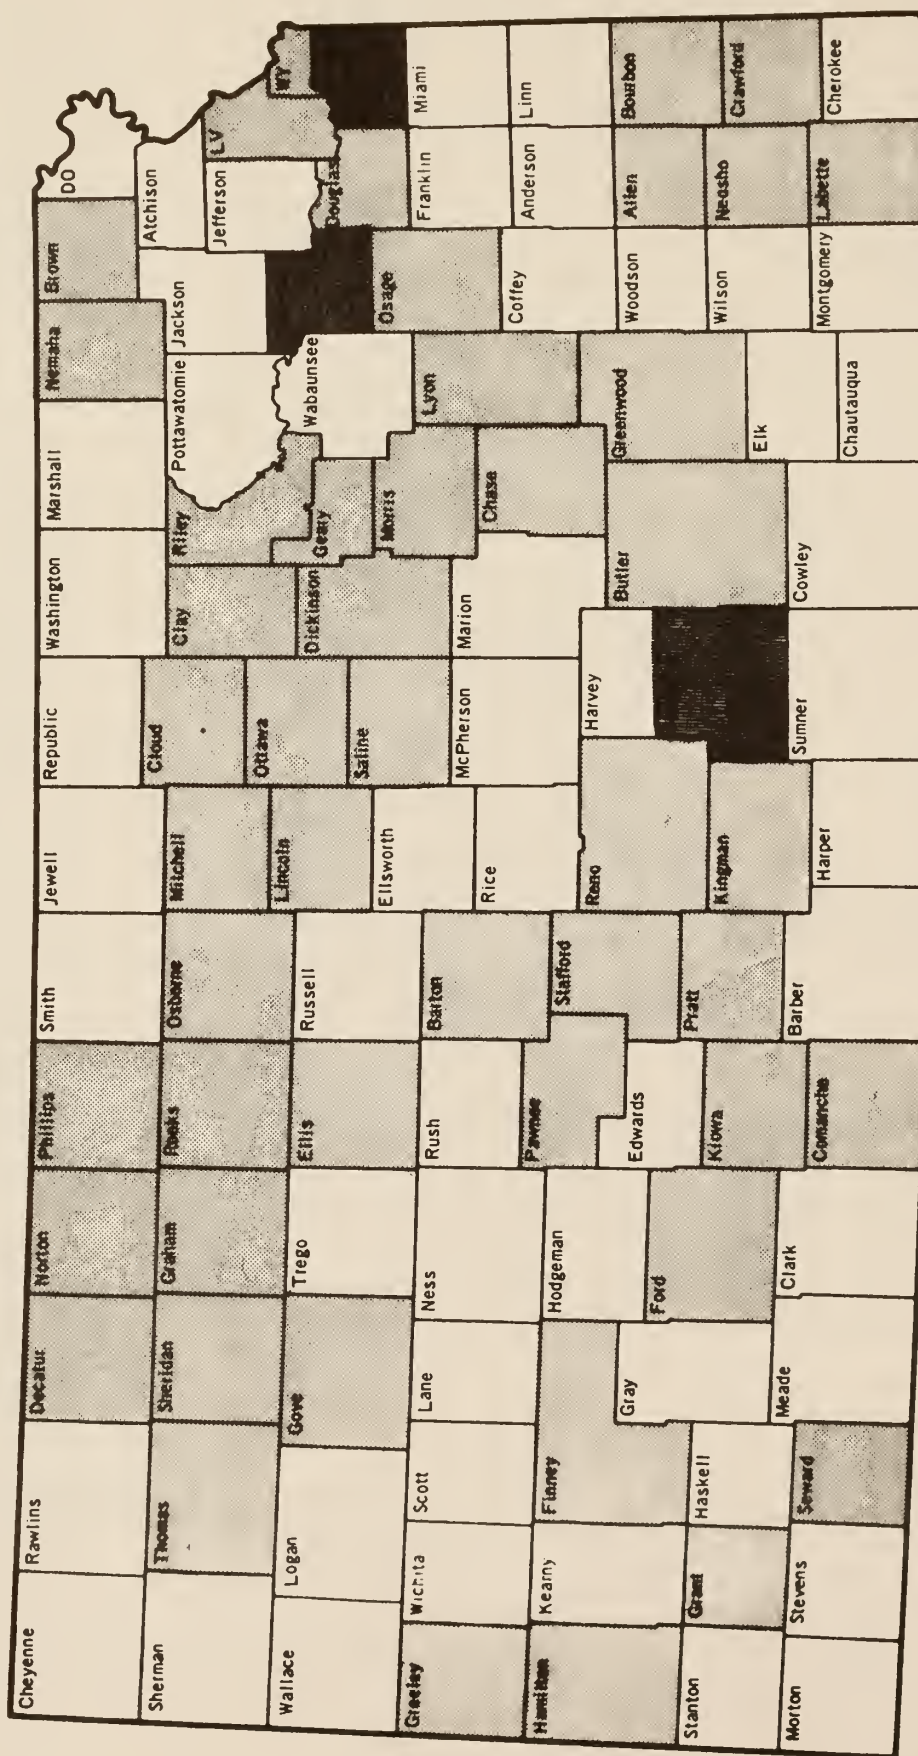 Cheyenne
Rawlins
Decatur
Norton
Phillips
Smith
Jewell
Republic
Washington
Marshall
Nemaha
Brown
DO
Sherman
Thomas
Sheridan
Graham
Rooks
Osborne
Mitchell
Cloud
Clay
Riley
Pottawatomie
Jackson
Atchison
Jefferson
LV
WY
Wallace
Logan
Gove
Trego
Ellis
Russell
Lincoln
Ottawa
Saline
Dickinson
Geary
Morris
Wabaunsee
Osage
Douglas
Greeley
Wichita
Scott
Lane
Ness
Rush
Barton
Ellsworth
Rice
McPherson
Marion
Chase
Lyon
Coffey
Franklin
Anderson
Miami
Linn
Hamilton
Kearny
Finney
Hodgeman
Pawnee
Stafford
Reno
Harvey
Butler
Greenwood
Woodson
Allen
Bourbon
Gray
Ford
Edwards
Kiowa
Pratt
Kingman
Elk
Wilson
Neosho
Crawford
Stanton
Grant
Haskell
Morton
Stevens
Seward
Meade
Clark
Comanche
Barber
Harper
Sumner
Cowley
Chautauqua
Montgomery
Labette
Cherokee